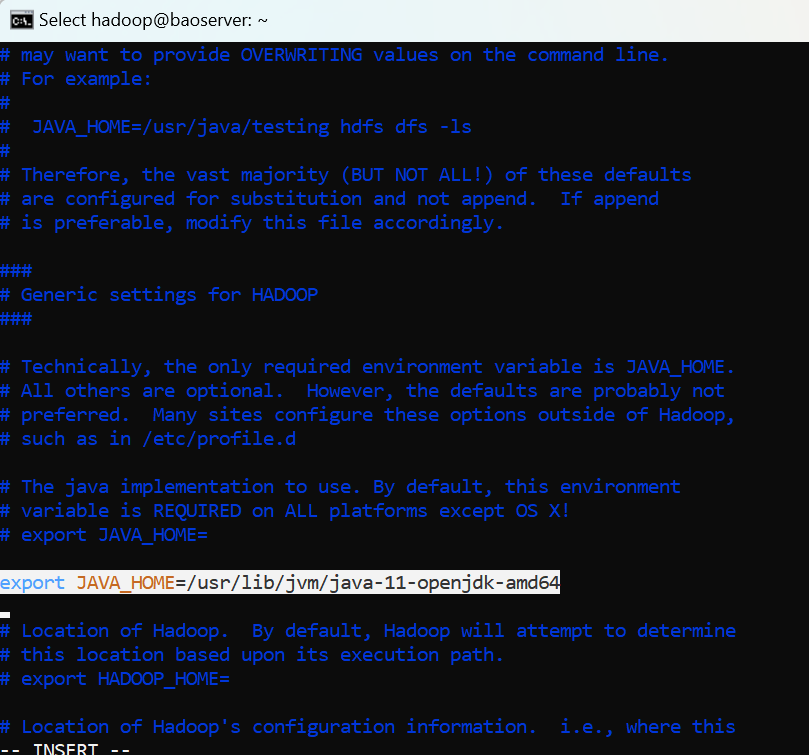 Select hadoop@baoserver: ~
# may want to provide OVERWRITING values on the command line.
# For example:
#
#  JAVA_HOME=/usr/java/testing hdfs dfs -ls
#
# Therefore, the vast majority (BUT NOT ALL!) of these defaults
# are configured for substitution and not append.  If append
# is preferable, modify this file accordingly.
###
# Generic settings for HADOOP
###
# Technically, the only required environment variable is JAVA_HOME.
# All others are optional.  However, the defaults are probably not
# preferred.  Many sites configure these options outside of Hadoop,
# such as in /etc/profile.d
# The java implementation to use. By default, this environment
# variable is REQUIRED on ALL platforms except OS X!
# export JAVA_HOME=
export JAVA_HOME=/usr/lib/jvm/java-11-openjdk-amd64
# Location of Hadoop.  By default, Hadoop will attempt to determine
# this location based upon its execution path.
# export HADOOP_HOME=
# Location of Hadoop's configuration information.  i.e., where this
-- INSERT --